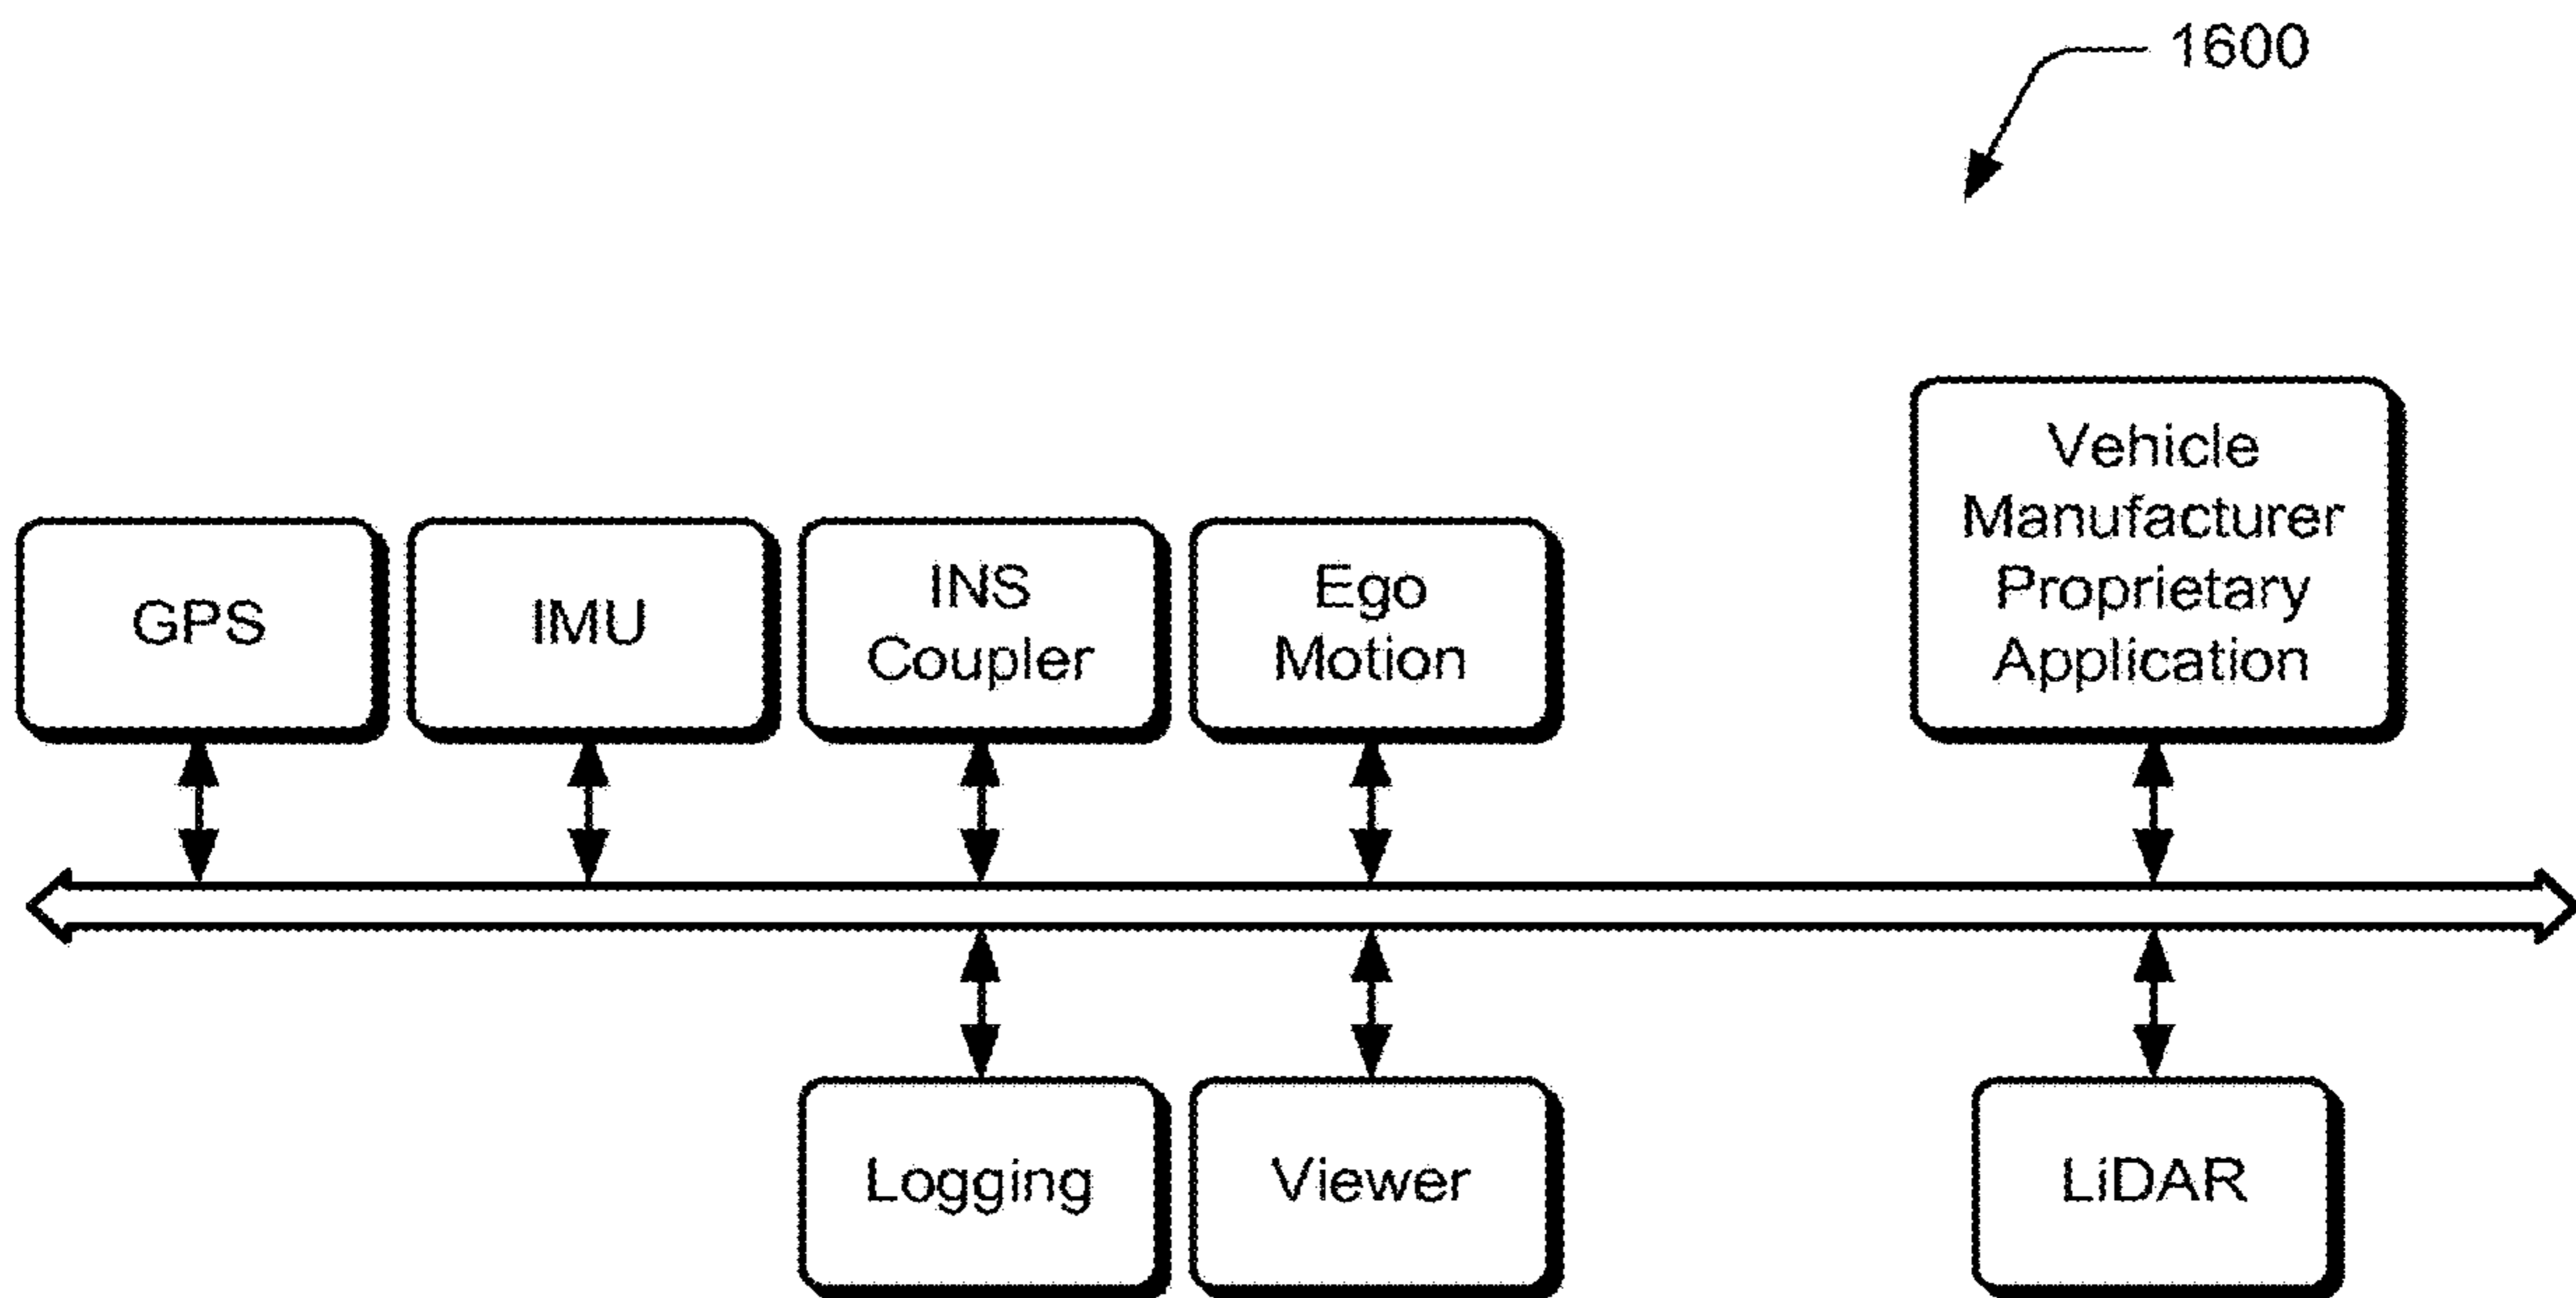 1600
GPS
IMU
INS
Coupler
Ego
Motion
Vehicle
Manufacturer
Proprietary
Application
Logging
Viewer
LiDAR